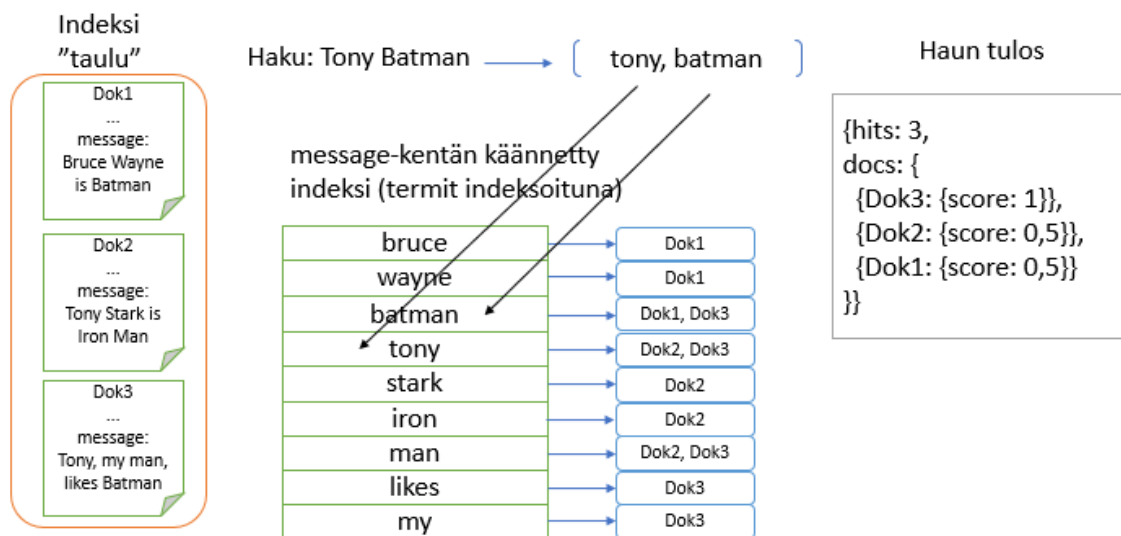 Indeksi
”taulu”
Dok1
...
message:
Bruce Wayne
is Batman
Dok2
...
message:
Tony Stark is
Iron Man
Dok3
...
message:
Tony, my man,
likes Batman
Haku: Tony Batman
tony, batman
message-kentän käännetty
indeksi (termit indeksoituna)
bruce Dok1
wayne Dok1
batman Dok1, Dok3
tony Dok2, Dok3
stark Dok2
iron Dok2
man Dok2, Dok3
likes Dok3
my Dok3
Haun tulos
{hits: 3,
docs: {
{Dok3: {score: 1}},
{Dok2: {score: 0,5}},
{Dok1: {score: 0,5}}
}}